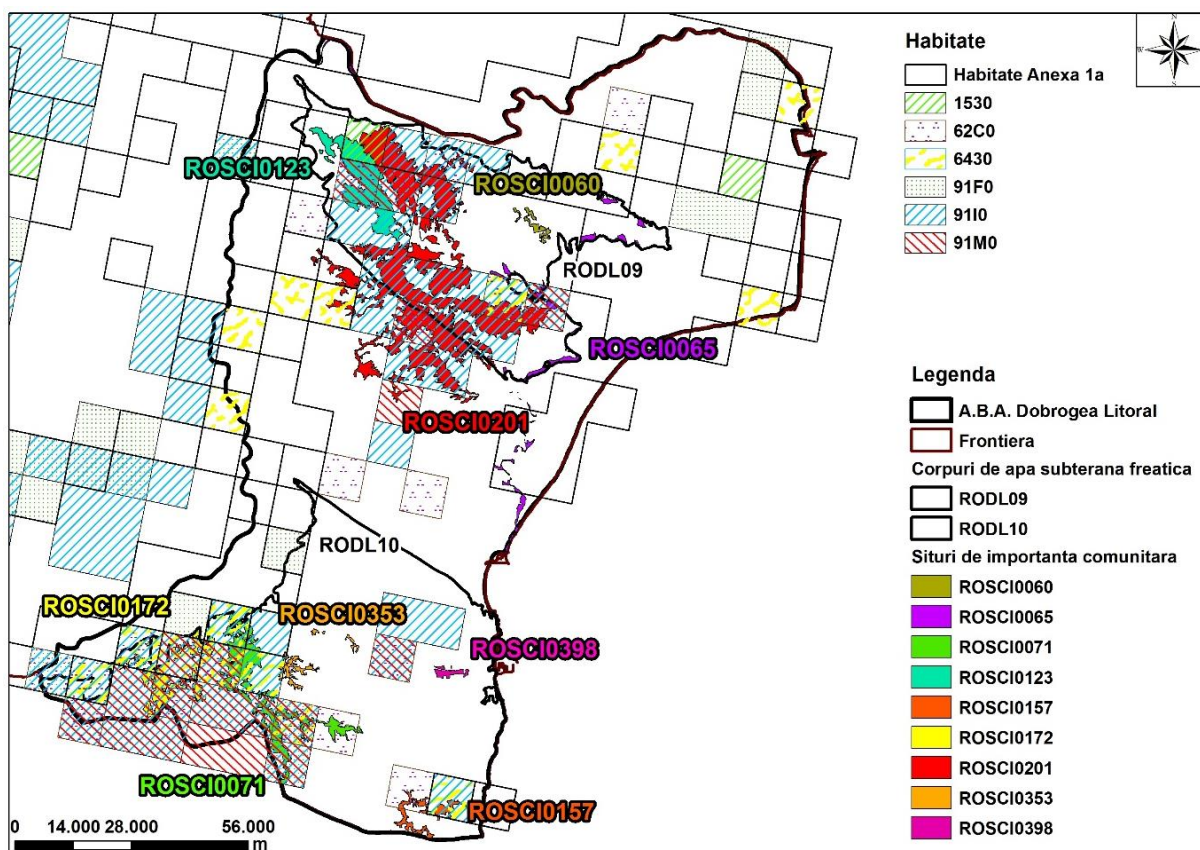 N
W
Habitate
Habitate Anexa 1a
1530
62C0
6430
91F0
91I0
91M0
Legenda
A.B.A. Dobrogea Litoral
Frontiera
Corpuri de apa subterana freatica
RODL09
RODL10
Situri de importanta comunitara
ROSCI0060
ROSCI0065
ROSCI0071
ROSCI0123
ROSCI0157
ROSCI0172
ROSCI0201
ROSCI0353
ROSCI0398
ROSCI0123
ROSCI0060
RODL09
ROSCI0065
ROSCI0201
RODL10
ROSCI0172
ROSCI0353
ROSCI0398
ROSCI0071
ROSCI0157
0 14.000 28.000 56.000
m